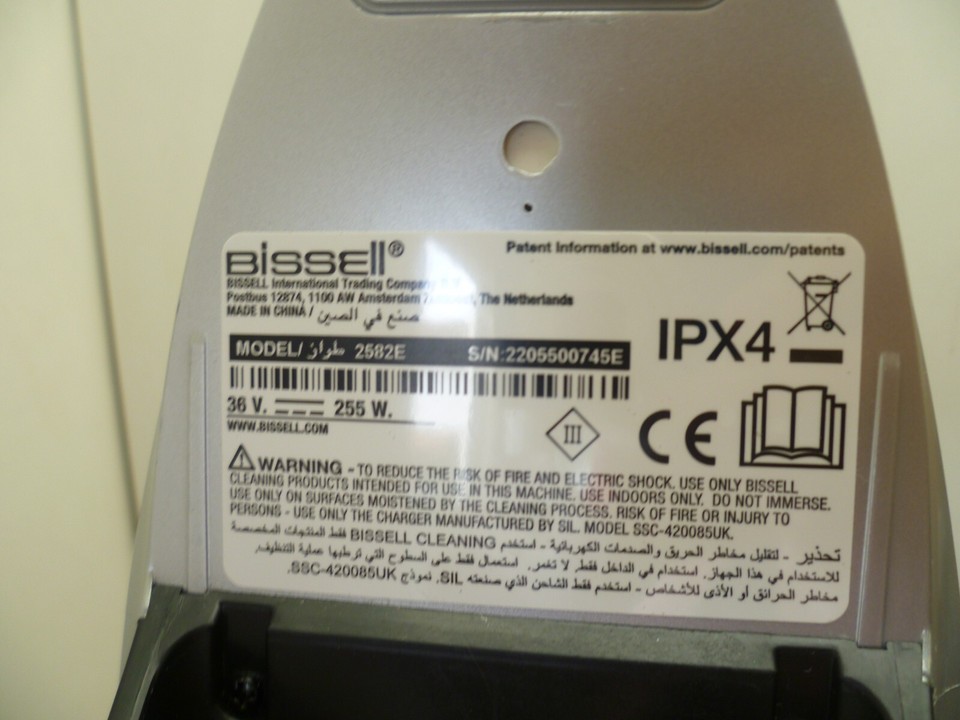 BISSELL®
Patent Information at www.bissell.com/patents
BISSELL International Trading Company
Postbus 12874, 1100 AW Amsterdam The Netherlands
MADE IN CHINA / صنع في الصين
IPX4
MODEL/ 2582E S/N:2205500745E
36 V. 255 W.
WWW.BISSELL.COM
III
CE
WARNING - TO REDUCE THE RISK OF FIRE AND ELECTRIC SHOCK. USE ONLY BISSELL
CLEANING PRODUCTS INTENDED FOR USE IN THIS MACHINE. USE INDOORS ONLY. DO NOT IMMERSE.
USE ONLY ON SURFACES MOISTENED BY THE CLEANING PROCESS. RISK OF FIRE OR INJURY TO
PERSONS - USE ONLY THE CHARGER MANUFACTURED BY SIL. MODEL SSC-420085UK.
تحذير - لتقليل مخاطر الحريق والصدمات الكهربائية - استخدم BISSELL CLEANING فقط المنتجات المخصصة
للاستخدام في هذا الجهاز. استخدام في الداخل فقط. لا تغمر. استعمال فقط على السطوح التي ترطبها عملية التنظيف.
مخاطر الحرائق أو الأذى للأشخاص - استخدم فقط الشاحن الذي صنعته SIL. نموذج SSC-420085UK.